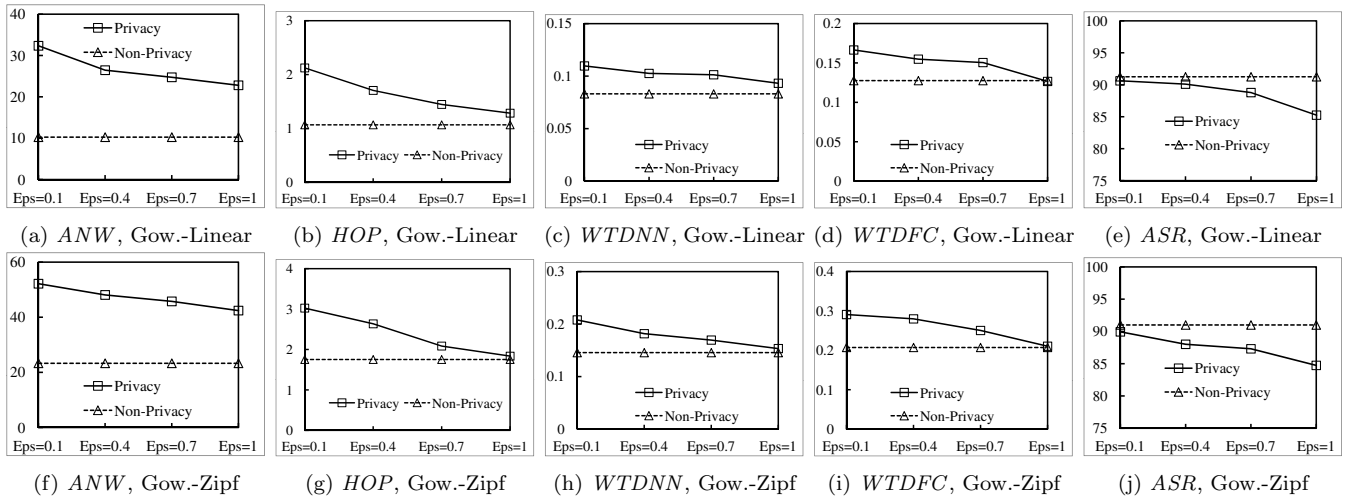 40
30
20
10
0
Privacy
Non-Privacy
Eps=0.1 Eps=0.4 Eps=0.7 Eps=1
3
2
1
0
Privacy Non-Privacy
Eps=0.1 Eps=0.4 Eps=0.7 Eps=1
0.15
0.1
0.05
0
Privacy
Non-Privacy
Eps=0.1 Eps=0.4 Eps=0.7 Eps=1
0.2
0.15
0.1
0.05
0
Privacy
Non-Privacy
Eps=0.1 Eps=0.4 Eps=0.7 Eps=1
100
95
90
85
80
75
Privacy
Non-Privacy
Eps=0.1 Eps=0.4 Eps=0.7 Eps=1
(a) ANW, Gow.-Linear (b) HOP, Gow.-Linear (c) WTDNN, Gow.-Linear (d) WTDFC, Gow.-Linear (e) ASR, Gow.-Linear
60
40
20
0
Privacy
Non-Privacy
Eps=0.1 Eps=0.4 Eps=0.7 Eps=1
4
3
2
1
0
Privacy Non-Privacy
Eps=0.1 Eps=0.4 Eps=0.7 Eps=1
0.3
0.2
0.1
0
Privacy
Non-Privacy
Eps=0.1 Eps=0.4 Eps=0.7 Eps=1
0.4
0.3
0.2
0.1
0
Privacy
Non-Privacy
Eps=0.1 Eps=0.4 Eps=0.7 Eps=1
100
95
90
85
80
75
Privacy
Non-Privacy
Eps=0.1 Eps=0.4 Eps=0.7 Eps=1
(f) ANW, Gow.-Zipf (g) HOP, Gow.-Zipf (h) WTDNN, Gow.-Zipf (i) WTDFC, Gow.-Zipf (j) ASR, Gow.-Zipf